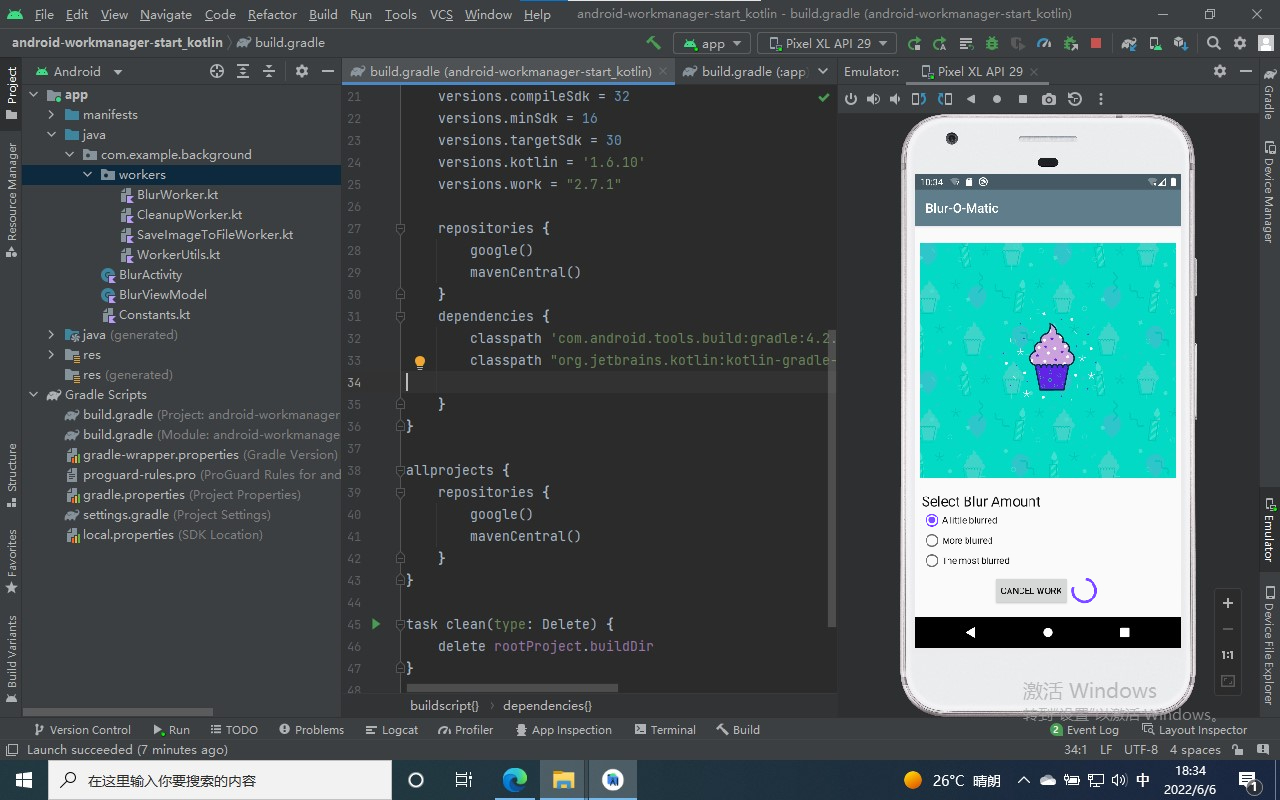 File Edit View Navigate Code Refactor Build Run Tools VCS Window Help android-workmanager-start_kotlin - build.gradle (android-workmanager-start_kotlin)
android-workmanager-start_kotlin build.gradle app Pixel XL API 29
Android
build.gradle (android-workmanager-start_kotlin) build.gradle (:app)
Emulator: Pixel XL API 29
Project
Resource Manager
Structure
Favorites
Build Variants
app
manifests
java
com.example.background
workers
BlurWorker.kt
CleanupWorker.kt
SaveImageToFileWorker.kt
WorkerUtils.kt
BlurActivity
BlurViewModel
Constants.kt
java (generated)
res
res (generated)
Gradle Scripts
build.gradle (Project: android-workmanager
build.gradle (Module: android-workmanage
gradle-wrapper.properties (Gradle Version)
proguard-rules.pro (ProGuard Rules for and
gradle.properties (Project Properties)
settings.gradle (Project Settings)
local.properties (SDK Location)
21 versions.compileSdk = 32
22 versions.minSdk = 16
23 versions.targetSdk = 30
24 versions.kotlin = '1.6.10'
25 versions.work = "2.7.1"
26
27 repositories {
28 google()
29 mavenCentral()
30 }
31 dependencies {
32 classpath 'com.android.tools.build:gradle:4.2.
33 classpath "org.jetbrains.kotlin:kotlin-gradle-
34
35 }
36 }
37
38 allprojects {
39 repositories {
40 google()
41 mavenCentral()
42 }
43 }
44
45 task clean(type: Delete) {
46 delete rootProject.buildDir
47 }
48
buildscript{} dependencies{}
10:34
Blur-O-Matic
Select Blur Amount
A little blurred
More blurred
The most blurred
CANCEL WORK
1:1
Gradle
Device Manager
Emulator
Device File Explorer
激活 Windows
转到"设置"以激活 Windows。
Version Control Run TODO Problems Logcat Profiler App Inspection Terminal Build 2 Event Log Layout Inspector
Launch succeeded (7 minutes ago) 34:1 LF UTF-8 4 spaces
在这里输入你要搜索的内容
26°C 晴朗
中
18:34
2022/6/6
1